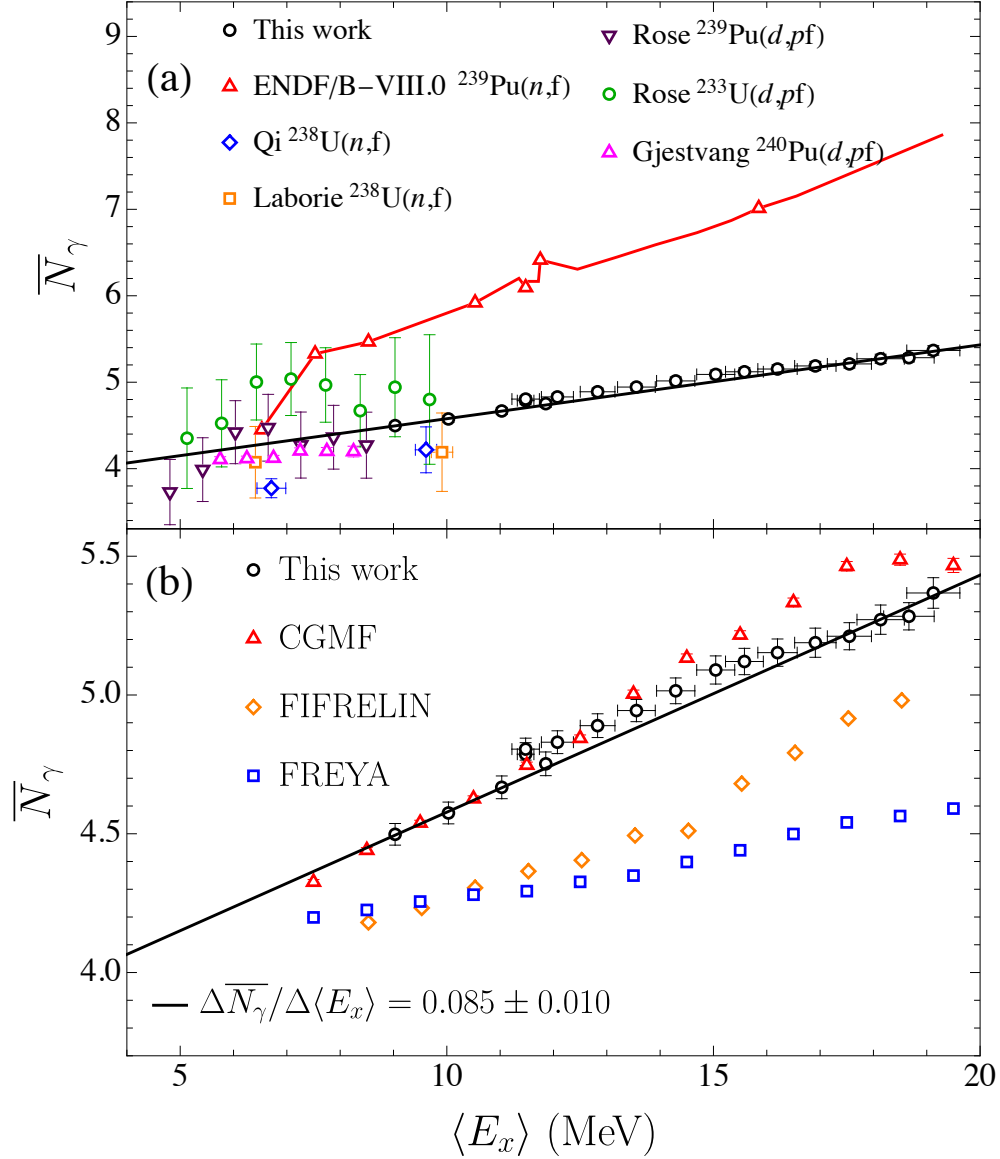 9
8
7
6
5
4
N̅γ
(a)
This work
ENDF/B−VIII.0 ²³⁹Pu(n,f)
Qi ²³⁸U(n,f)
Laborie ²³⁸U(n,f)
Rose ²³⁹Pu(d,pf)
Rose ²³³U(d,pf)
Gjestvang ²⁴⁰Pu(d,pf)
5.5
5.0
4.5
4.0
N̅γ
(b)
This work
CGMF
FIFRELIN
FREYA
ΔN̅γ/Δ⟨Eₓ⟩ = 0.085 ± 0.010
5 10 15 20
⟨Eₓ⟩ (MeV)